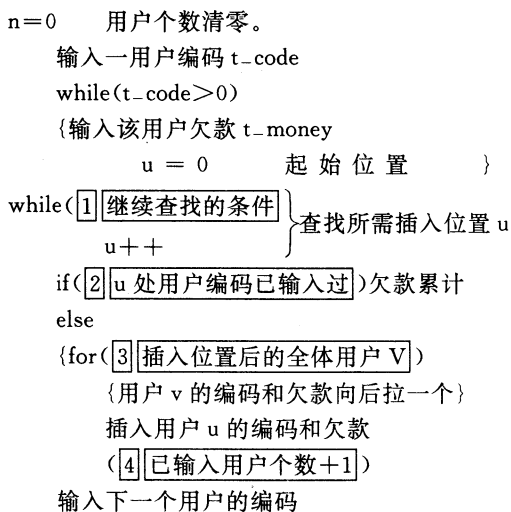 n=0 用户个数清零。
输入一用户编码 t_code
while(t_code>0)
{输入该用户欠款 t_money
u = 0 起始位置 }
while(1 继续查找的条件
u++ 查找所需插入位置 u
if(2 u 处用户编码已输入过)欠款累计
else
{for(3 插入位置后的全体用户 V)
{用户 v 的编码和欠款向后拉一个}
插入用户 u 的编码和欠款
(4 已输入用户个数+1)
输入下一个用户的编码